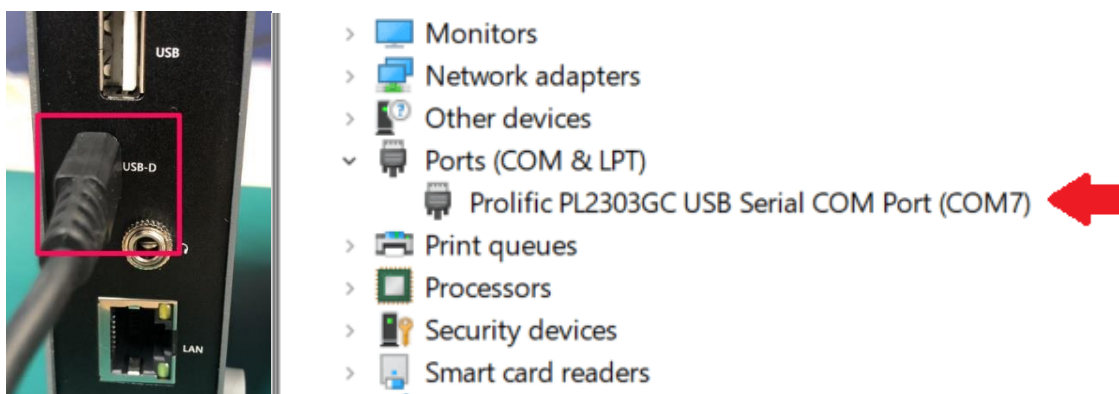 USB
USB-D
LAN
Monitors
Network adapters
Other devices
Ports (COM & LPT)
Prolific PL2303GC USB Serial COM Port (COM7)
Print queues
Processors
Security devices
Smart card readers